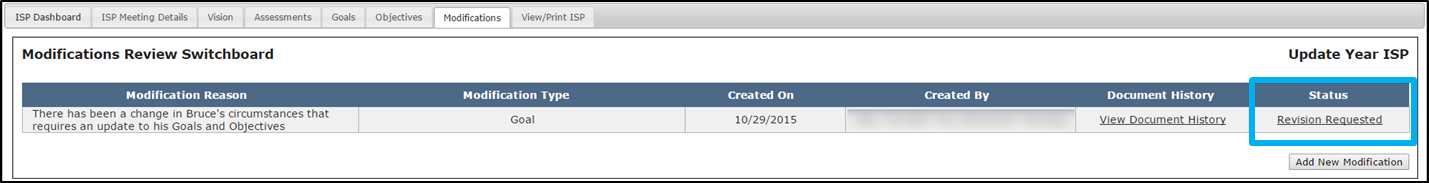 ISP Dashboard ISP Meeting Details Vision Assessments Goals Objectives Modifications View/Print ISP
Modifications Review Switchboard Update Year ISP
Modification Reason Modification Type Created On Created By Document History Status
There has been a change in Bruce's circumstances that
requires an update to his Goals and Objectives Goal 10/29/2015 View Document History Revision Requested
Add New Modification